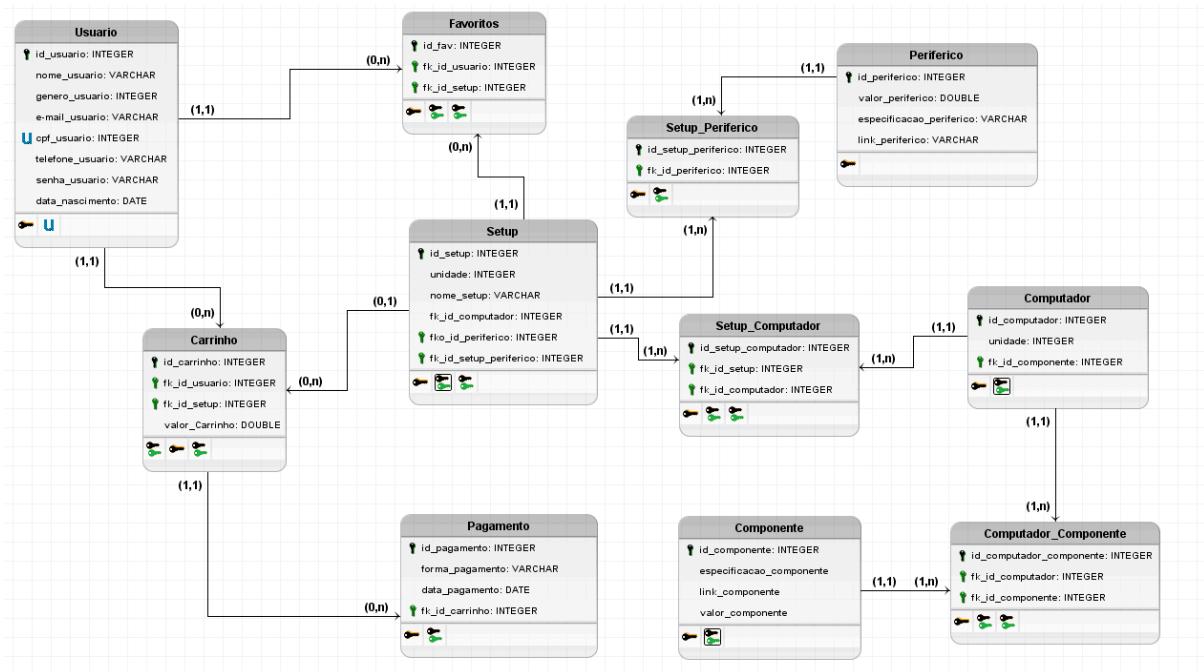 Usuario
id_usuario: INTEGER
nome_usuario: VARCHAR
genero_usuario: INTEGER
e-mail_usuario: VARCHAR
U cpf_usuario: INTEGER
telefone_usuario: VARCHAR
senha_usuario: VARCHAR
data_nascimento: DATE
U
(1,1)
(0,n)
Favoritos
id_fav: INTEGER
fk_id_usuario: INTEGER
fk_id_setup: INTEGER
(0,n)
(1,1)
Periferico
id_periferico: INTEGER
valor_periferico: DOUBLE
especificacao_periferico: VARCHAR
link_periferico: VARCHAR
(1,1)
(1,n)
Setup_Periferico
id_setup_periferico: INTEGER
fk_id_periferico: INTEGER
(1,n)
(1,1)
Setup
id_setup: INTEGER
unidade: INTEGER
nome_setup: VARCHAR
fk_id_computador: INTEGER
fko_id_periferico: INTEGER
fk_id_setup_periferico: INTEGER
(0,1)
(0,n)
(1,1)
(1,n)
(1,1)
(0,n)
Carrinho
id_carrinho: INTEGER
fk_id_usuario: INTEGER
fk_id_setup: INTEGER
valor_Carrinho: DOUBLE
Setup_Computador
id_setup_computador: INTEGER
fk_id_setup: INTEGER
fk_id_computador: INTEGER
(1,1)
(1,n)
Computador
id_computador: INTEGER
unidade: INTEGER
fk_id_componente: INTEGER
(1,1)
(1,n)
(1,1)
(0,n)
Pagamento
id_pagamento: INTEGER
forma_pagamento: VARCHAR
data_pagamento: DATE
fk_id_carrinho: INTEGER
Componente
id_componente: INTEGER
especificacao_componente
link_componente
valor_componente
(1,1)
(1,n)
Computador_Componente
id_computador_componente: INTEGER
fk_id_computador: INTEGER
fk_id_componente: INTEGER